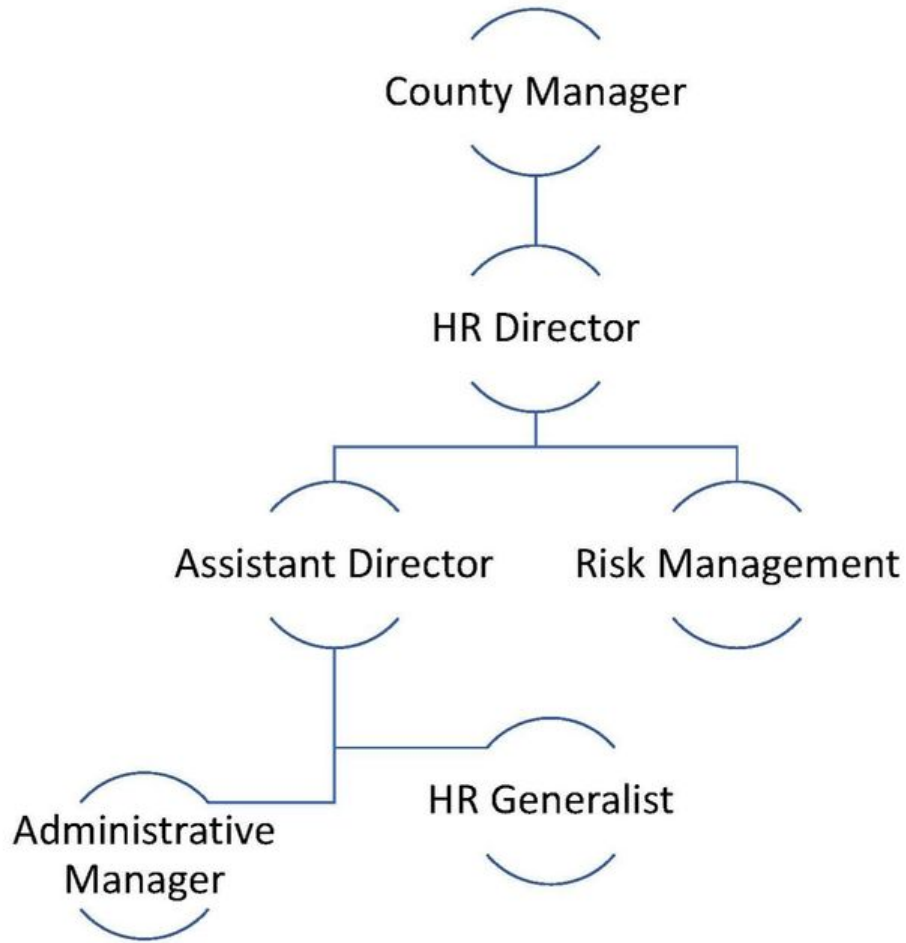 County Manager
HR Director
Assistant Director
Risk Management
HR Generalist
Administrative
Manager